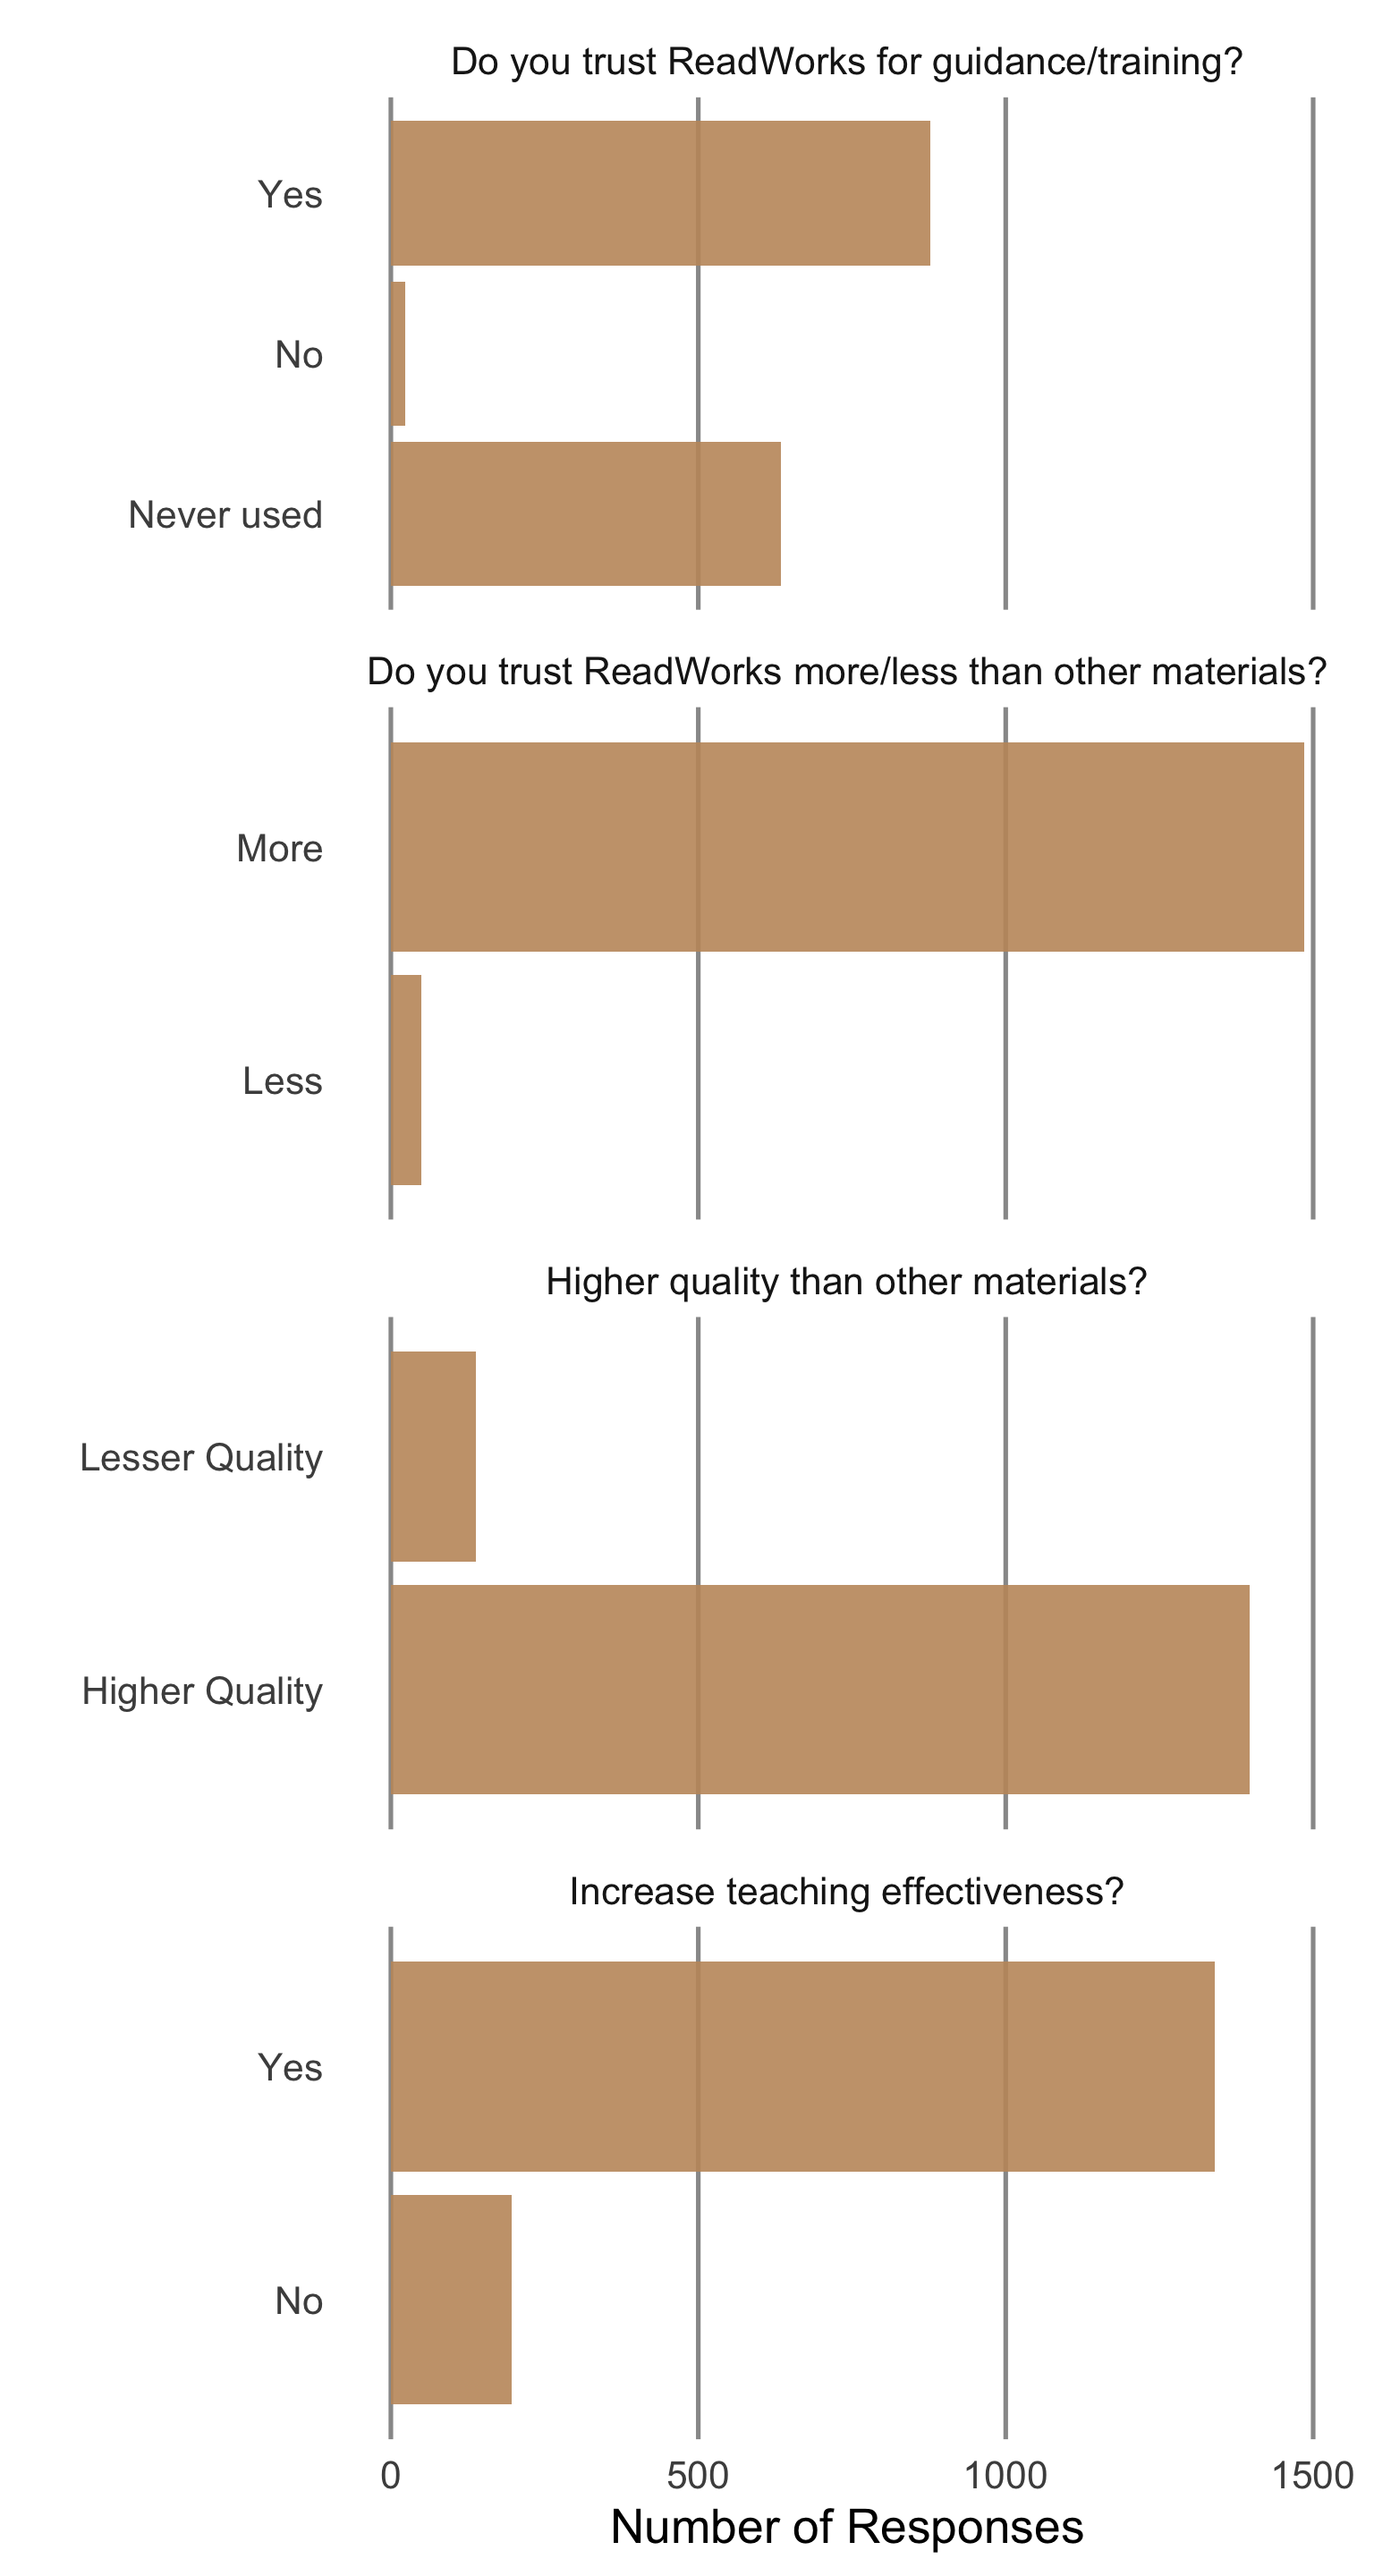 Do you trust ReadWorks for guidance/training?
Yes
No
Never used
Do you trust ReadWorks more/less than other materials?
More
Less
Higher quality than other materials?
Lesser Quality
Higher Quality
Increase teaching effectiveness?
Yes
No
0 500 1000 1500
Number of Responses